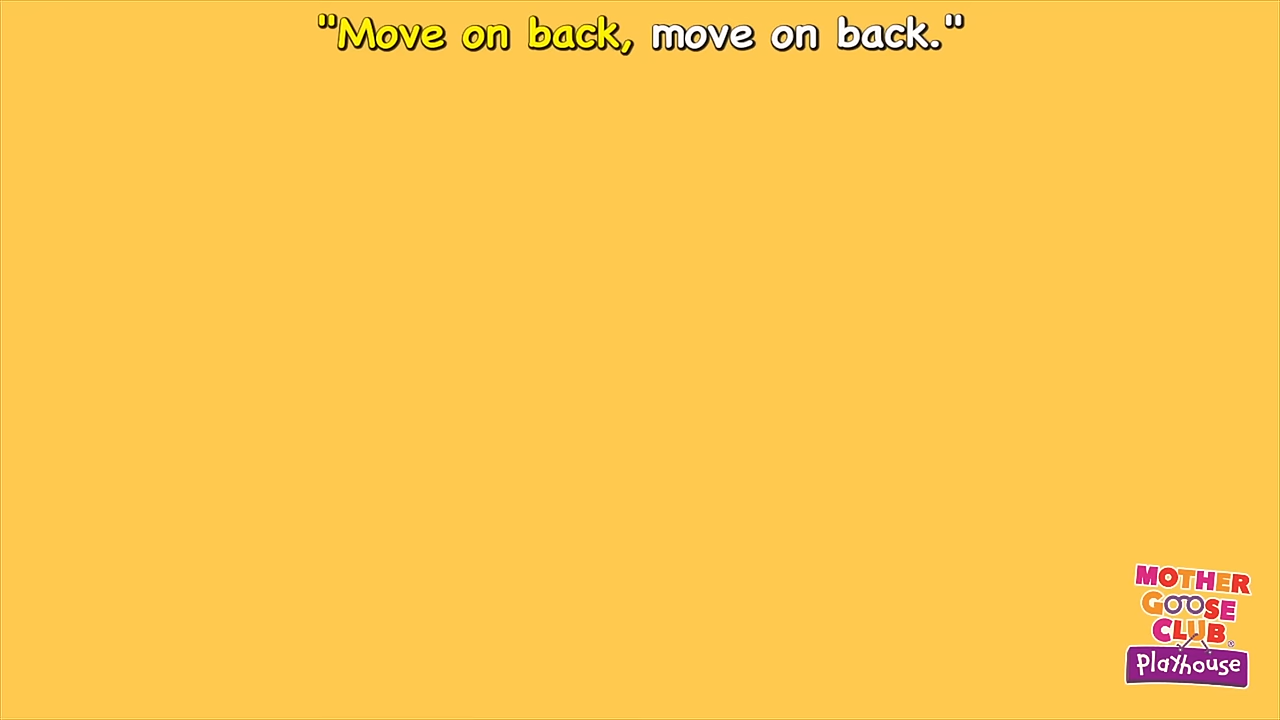 "Move on back, move on back."
MOTHER
GOOSE
CLUB®
Playhouse